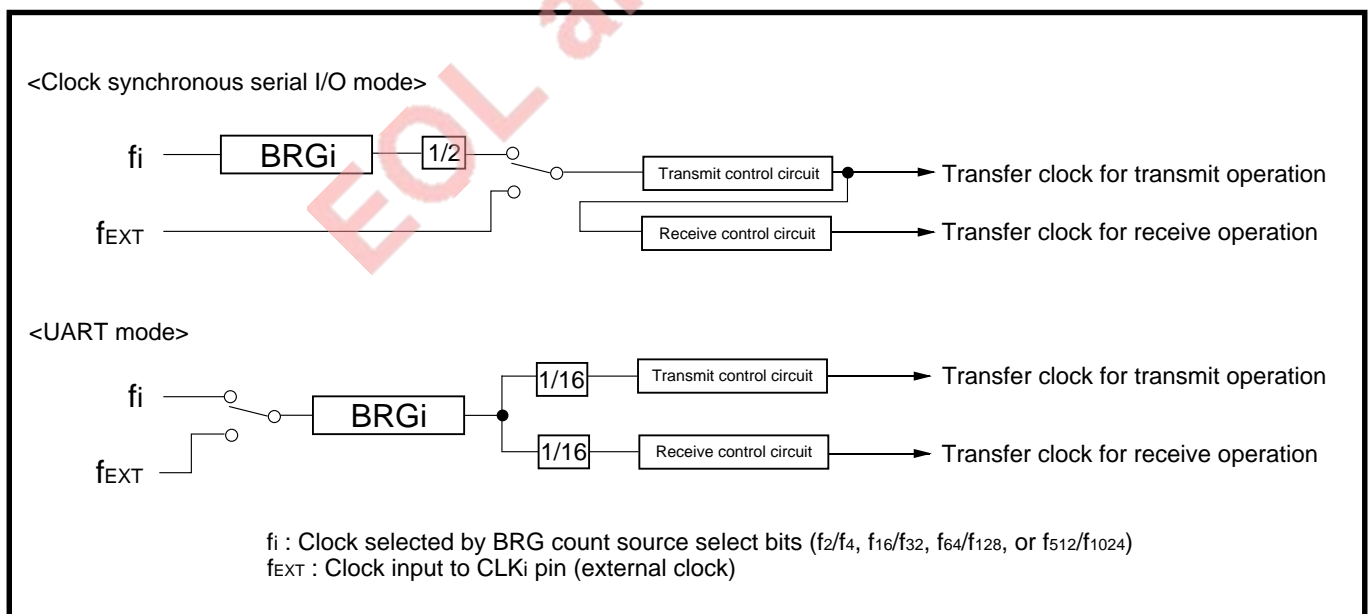 <Clock synchronous serial I/O mode>
fi BRGi 1/2 Transmit control circuit Transfer clock for transmit operation
fEXT Receive control circuit Transfer clock for receive operation
<UART mode>
fi 1/16 Transmit control circuit Transfer clock for transmit operation
BRGi
fEXT 1/16 Receive control circuit Transfer clock for receive operation
fi : Clock selected by BRG count source select bits (f2/f4, f16/f32, f64/f128, or f512/f1024)
fEXT : Clock input to CLKi pin (external clock)
EOL